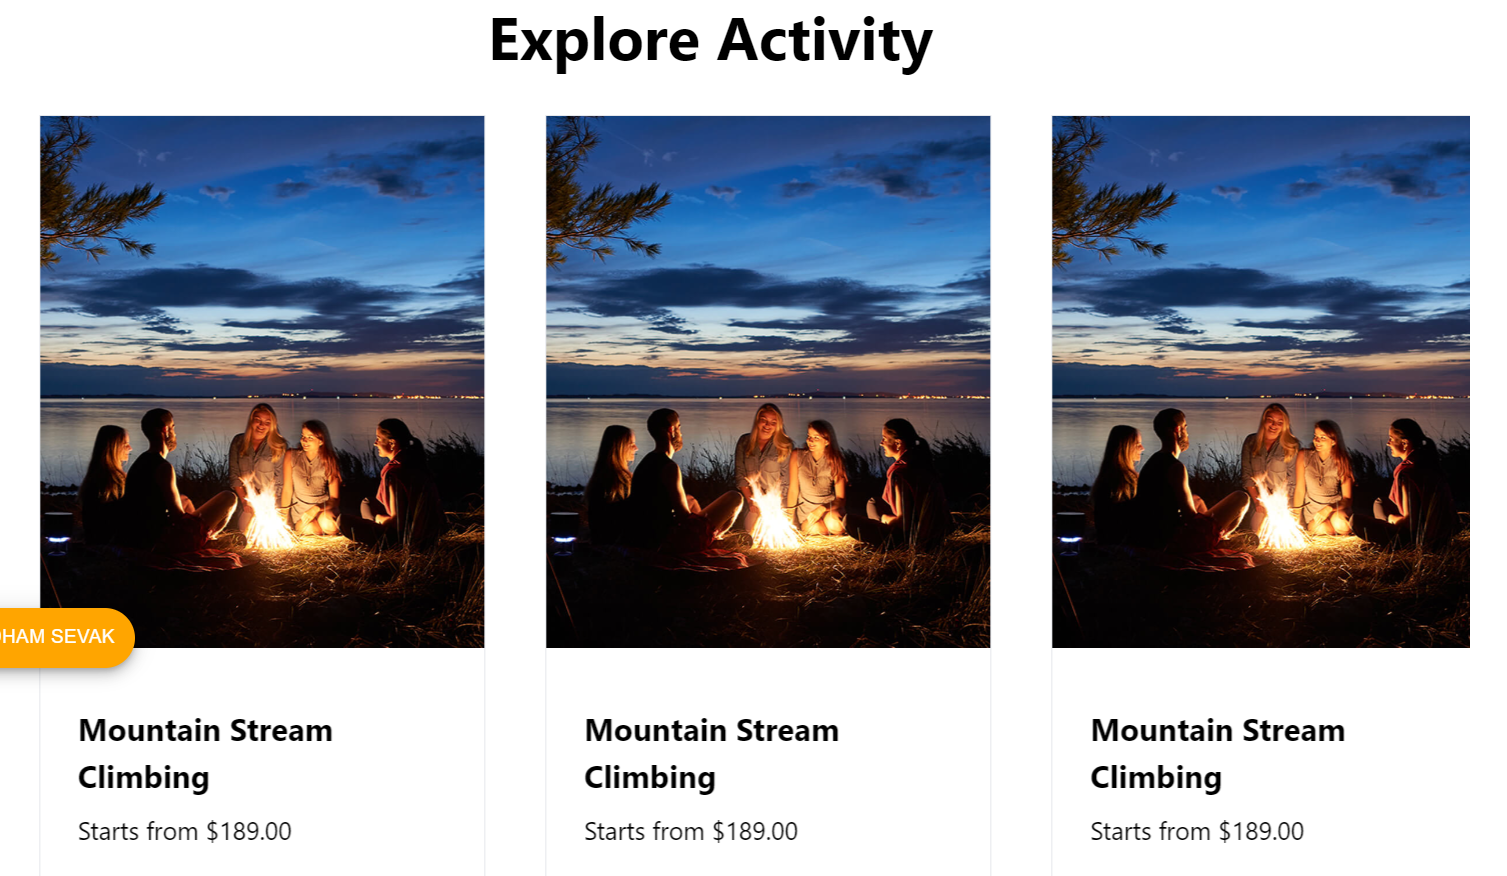 Explore Activity
SEVAK
Mountain Stream
Climbing
Starts from $189.00
Mountain Stream
Climbing
Starts from $189.00
Mountain Stream
Climbing
Starts from $189.00